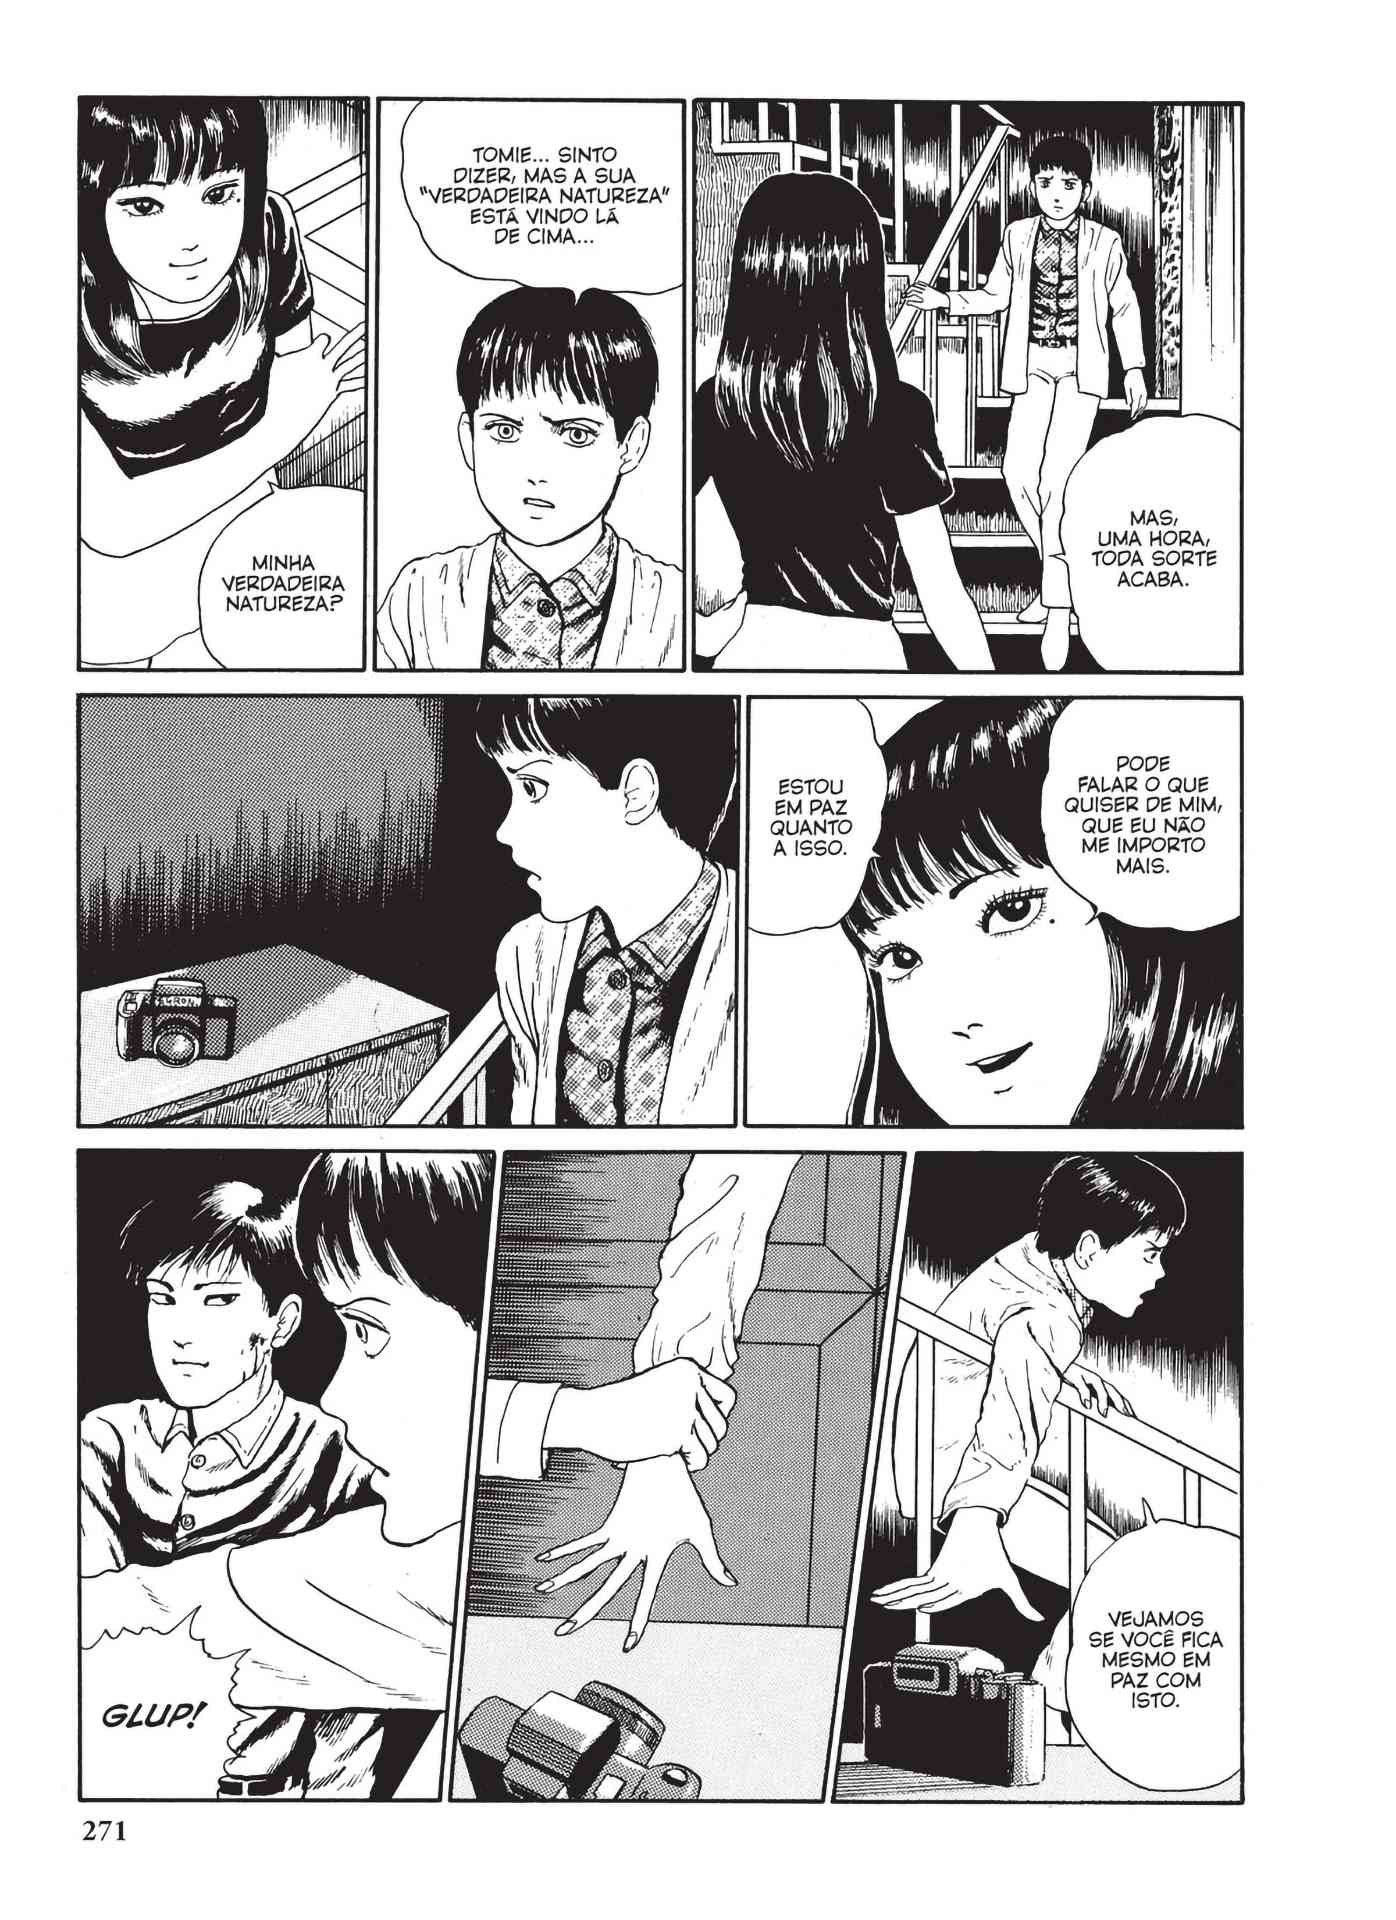 MAS,
UMA HORA,
TODA SORTE
ACABA.
TOMIE... SINTO
DIZER, MAS A SUA
"VERDADEIRA NATUREZA"
ESTÁ VINDO LÁ
DE CIMA...
MINHA
VERDADEIRA
NATUREZA?
PODE
FALAR O QUE
QUISER DE MIM,
QUE EU NÃO
ME IMPORTO
MAIS.
ESTOU
EM PAZ
QUANTO
A ISSO.
VEJAMOS
SE VOCÊ FICA
MESMO EM
PAZ COM
ISTO.
GLUP!
271